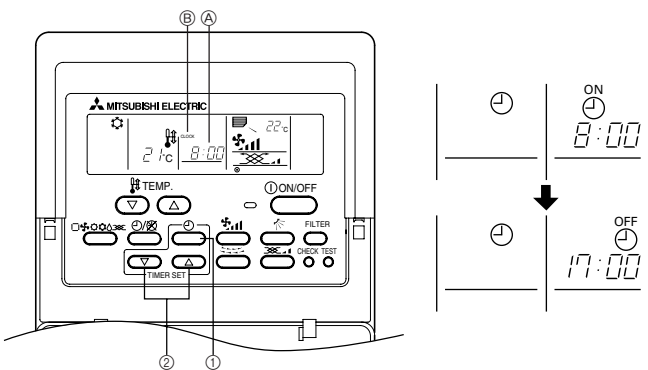 Ⓑ Ⓐ
MITSUBISHI ELECTRIC
CLOCK
22°c
21°c
8:00
TEMP.
ON/OFF
FILTER
CHECK TEST
TIMER SET
② ①
ON
8:00
OFF
17:00